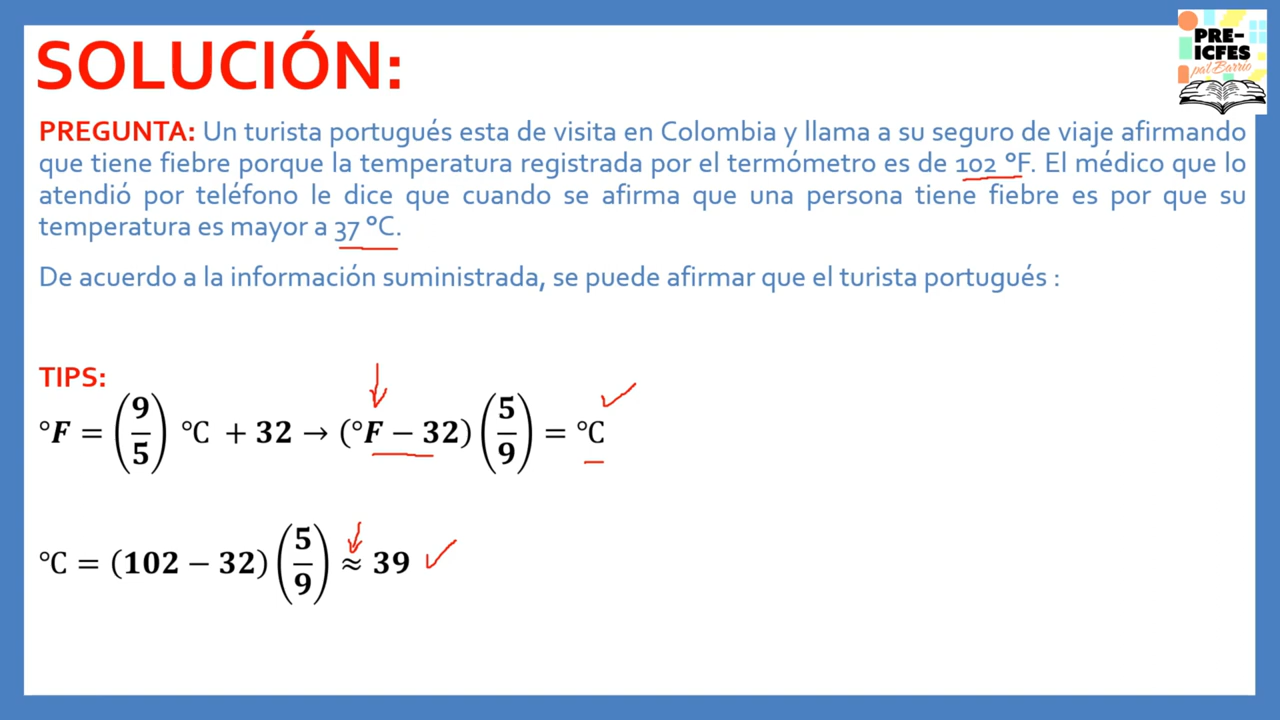 SOLUCIÓN:
PRE-
ICFES
pa'l Barrio
PREGUNTA: Un turista portugués esta de visita en Colombia y llama a su seguro de viaje afirmando
que tiene fiebre porque la temperatura registrada por el termómetro es de 102 °F. El médico que lo
atendió por teléfono le dice que cuando se afirma que una persona tiene fiebre es por que su
temperatura es mayor a 37 °C.
De acuerdo a la información suministrada, se puede afirmar que el turista portugués :
TIPS:
°F = (9/5) °C + 32 → (°F − 32) (5/9) = °C
°C = (102 − 32) (5/9) ≈ 39